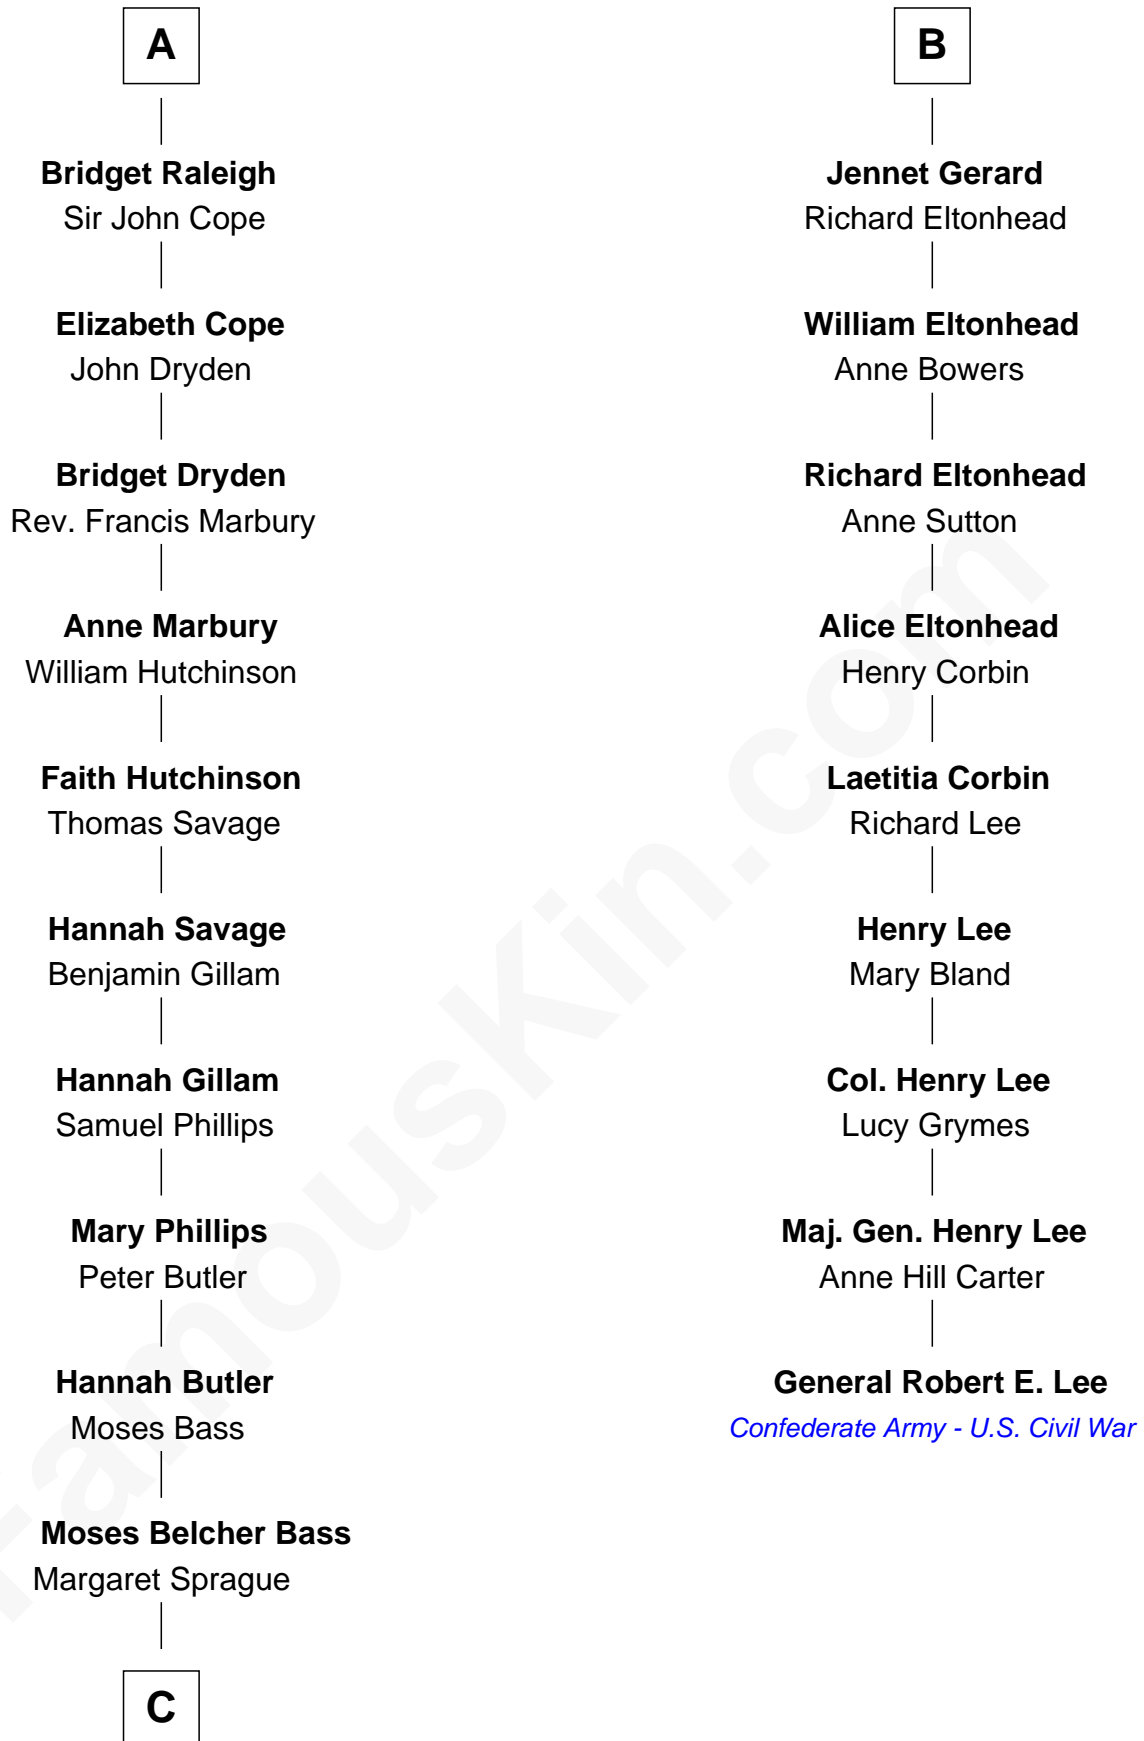 A
Bridget Raleigh
Sir John Cope
Elizabeth Cope
John Dryden
Bridget Dryden
Rev. Francis Marbury
Anne Marbury
William Hutchinson
Faith Hutchinson
Thomas Savage
Hannah Savage
Benjamin Gillam
Hannah Gillam
Samuel Phillips
Mary Phillips
Peter Butler
Hannah Butler
Moses Bass
Moses Belcher Bass
Margaret Sprague
C
B
Jennet Gerard
Richard Eltonhead
William Eltonhead
Anne Bowers
Richard Eltonhead
Anne Sutton
Alice Eltonhead
Henry Corbin
Laetitia Corbin
Richard Lee
Henry Lee
Mary Bland
Col. Henry Lee
Lucy Grymes
Maj. Gen. Henry Lee
Anne Hill Carter
General Robert E. Lee
Confederate Army - U.S. Civil War
FamousKin.com